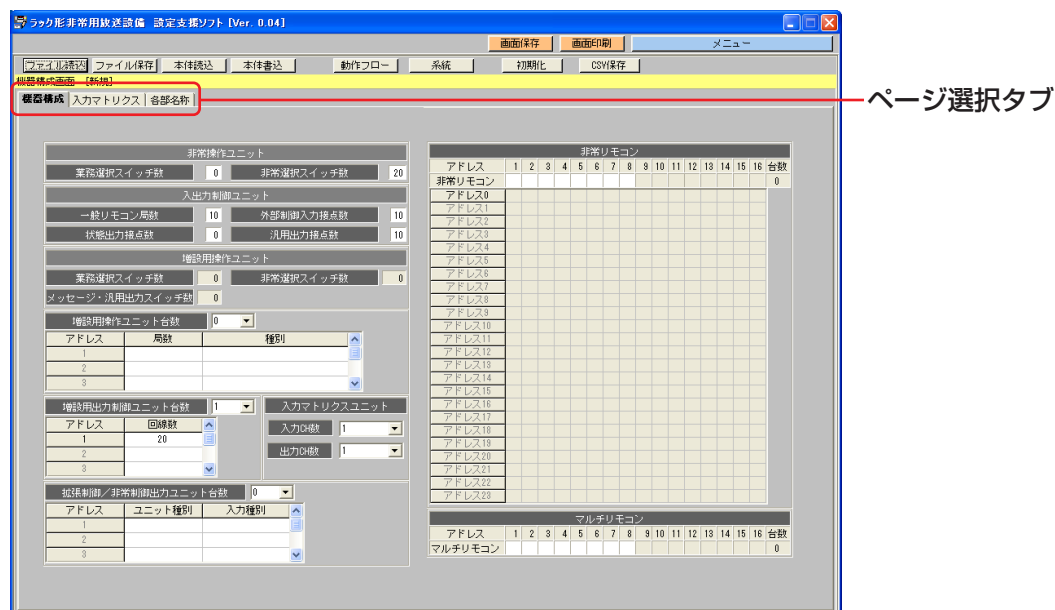 ラック形非常用放送設備　設定支援ソフト [Ver. 0.04]
画面保存 画面印刷 メニュー
ファイル読込 ファイル保存 本体読込 本体書込 動作フロー 系統 初期化 CSV保存
機器構成画面 [新規]
機器構成 入力マトリクス 各部名称
ページ選択タブ
非常操作ユニット
業務選択スイッチ数 0 非常選択スイッチ数 20
入出力制御ユニット
一般リモコン局数 10 外部制御入力接点数 10
状態出力接点数 0 汎用出力接点数 10
増設用操作ユニット
業務選択スイッチ数 0 非常選択スイッチ数 0
メッセージ・汎用出力スイッチ数 0
増設用操作ユニット台数 0
アドレス 局数 種別
1
2
3
増設用出力制御ユニット台数 1
アドレス 回線数
1 20
2
3
入力マトリクスユニット
入力CH数 1
出力CH数 1
拡張制御／非常制御出力ユニット台数 0
アドレス ユニット種別 入力種別
1
2
3
非常リモコン
アドレス 1 2 3 4 5 6 7 8 9 10 11 12 13 14 15 16 台数
非常リモコン 0
アドレス0
アドレス1
アドレス2
アドレス3
アドレス4
アドレス5
アドレス6
アドレス7
アドレス8
アドレス9
アドレス10
アドレス11
アドレス12
アドレス13
アドレス14
アドレス15
アドレス16
アドレス17
アドレス18
アドレス19
アドレス20
アドレス21
アドレス22
アドレス23
マルチリモコン
アドレス 1 2 3 4 5 6 7 8 9 10 11 12 13 14 15 16 台数
マルチリモコン 0